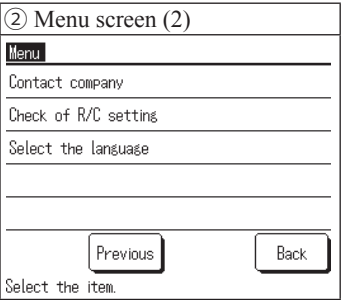 ② Menu screen (2)
Menu
Contact company
Check of R/C setting
Select the language
Previous Back
Select the item.